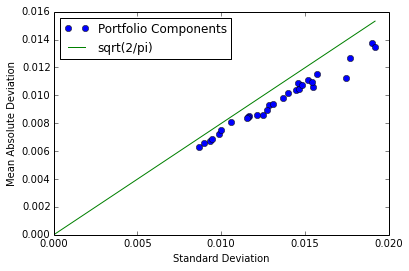 0.016
0.014
0.012
0.010
0.008
0.006
0.004
0.002
0.000
Mean Absolute Deviation
Portfolio Components
sqrt(2/pi)
0.000 0.005 0.010 0.015 0.020
Standard Deviation